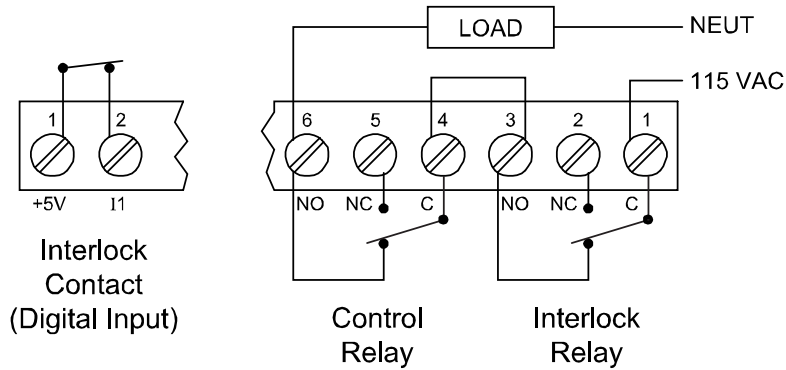 LOAD
NEUT
115 VAC
1 2
6 5 4 3 2 1
+5V I1
NO NC C NO NC C
Interlock
Contact
(Digital Input)
Control
Relay
Interlock
Relay